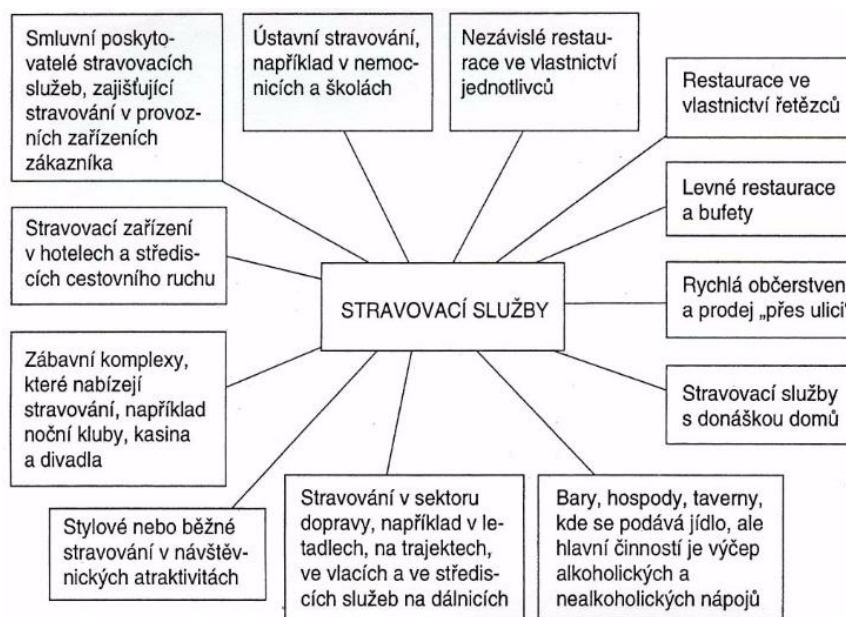 Smluvní poskyto-
vatelé stravovacích
služeb, zajišťující
stravování v provoz-
ních zařízeních
zákazníka
Ústavní stravování,
například v nemoc-
nicích a školách
Nezávislé restau-
race ve vlastnictví
jednotlivců
Restaurace ve
vlastnictví řetězců
Levné restaurace
a bufety
Stravovací zařízení
v hotelech a středis-
cích cestovního ruchu
STRAVOVACÍ SLUŽBY
Rychlá občerstven
a prodej „přes ulici“
Zábavní komplexy,
které nabízejí
stravování, například
noční kluby, kasina
a divadla
Stravovací služby
s donáškou domů
Stylové nebo běžné
stravování v návštěv-
nických atraktivitách
Stravování v sektoru
dopravy, například v le-
tadlech, na trajektech,
ve vlacích a ve středis-
cích služeb na dálnicích
Bary, hospody, taverny,
kde se podává jídlo, ale
hlavní činností je výčep
alkoholických a
nealkoholických nápojů